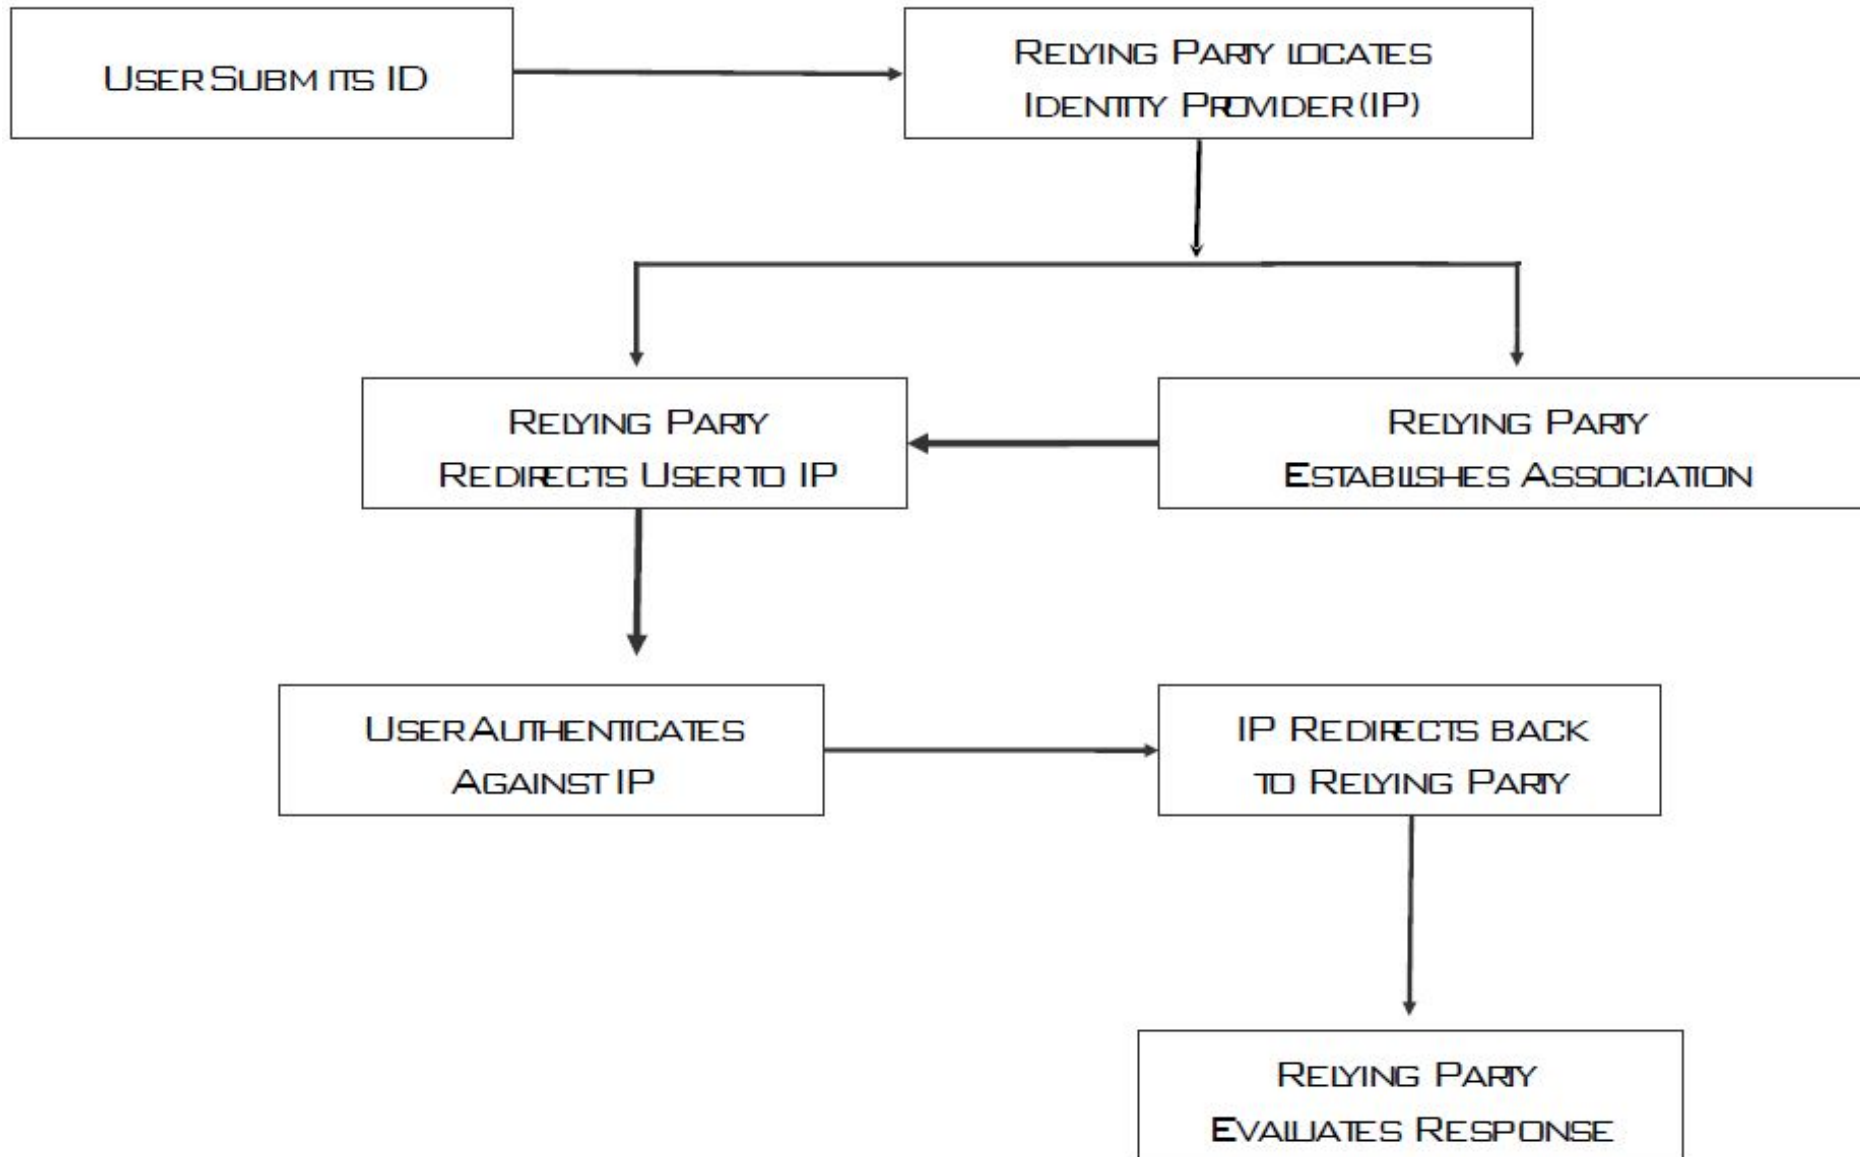 USER SUBMITS ID
RELYING PARTY LOCATES
IDENTITY PROVIDER (IP)
RELYING PARTY
REDIRECTS USER TO IP
RELYING PARTY
ESTABLISHES ASSOCIATION
USER AUTHENTICATES
AGAINST IP
IP REDIRECTS BACK
TO RELYING PARTY
RELYING PARTY
EVALUATES RESPONSE